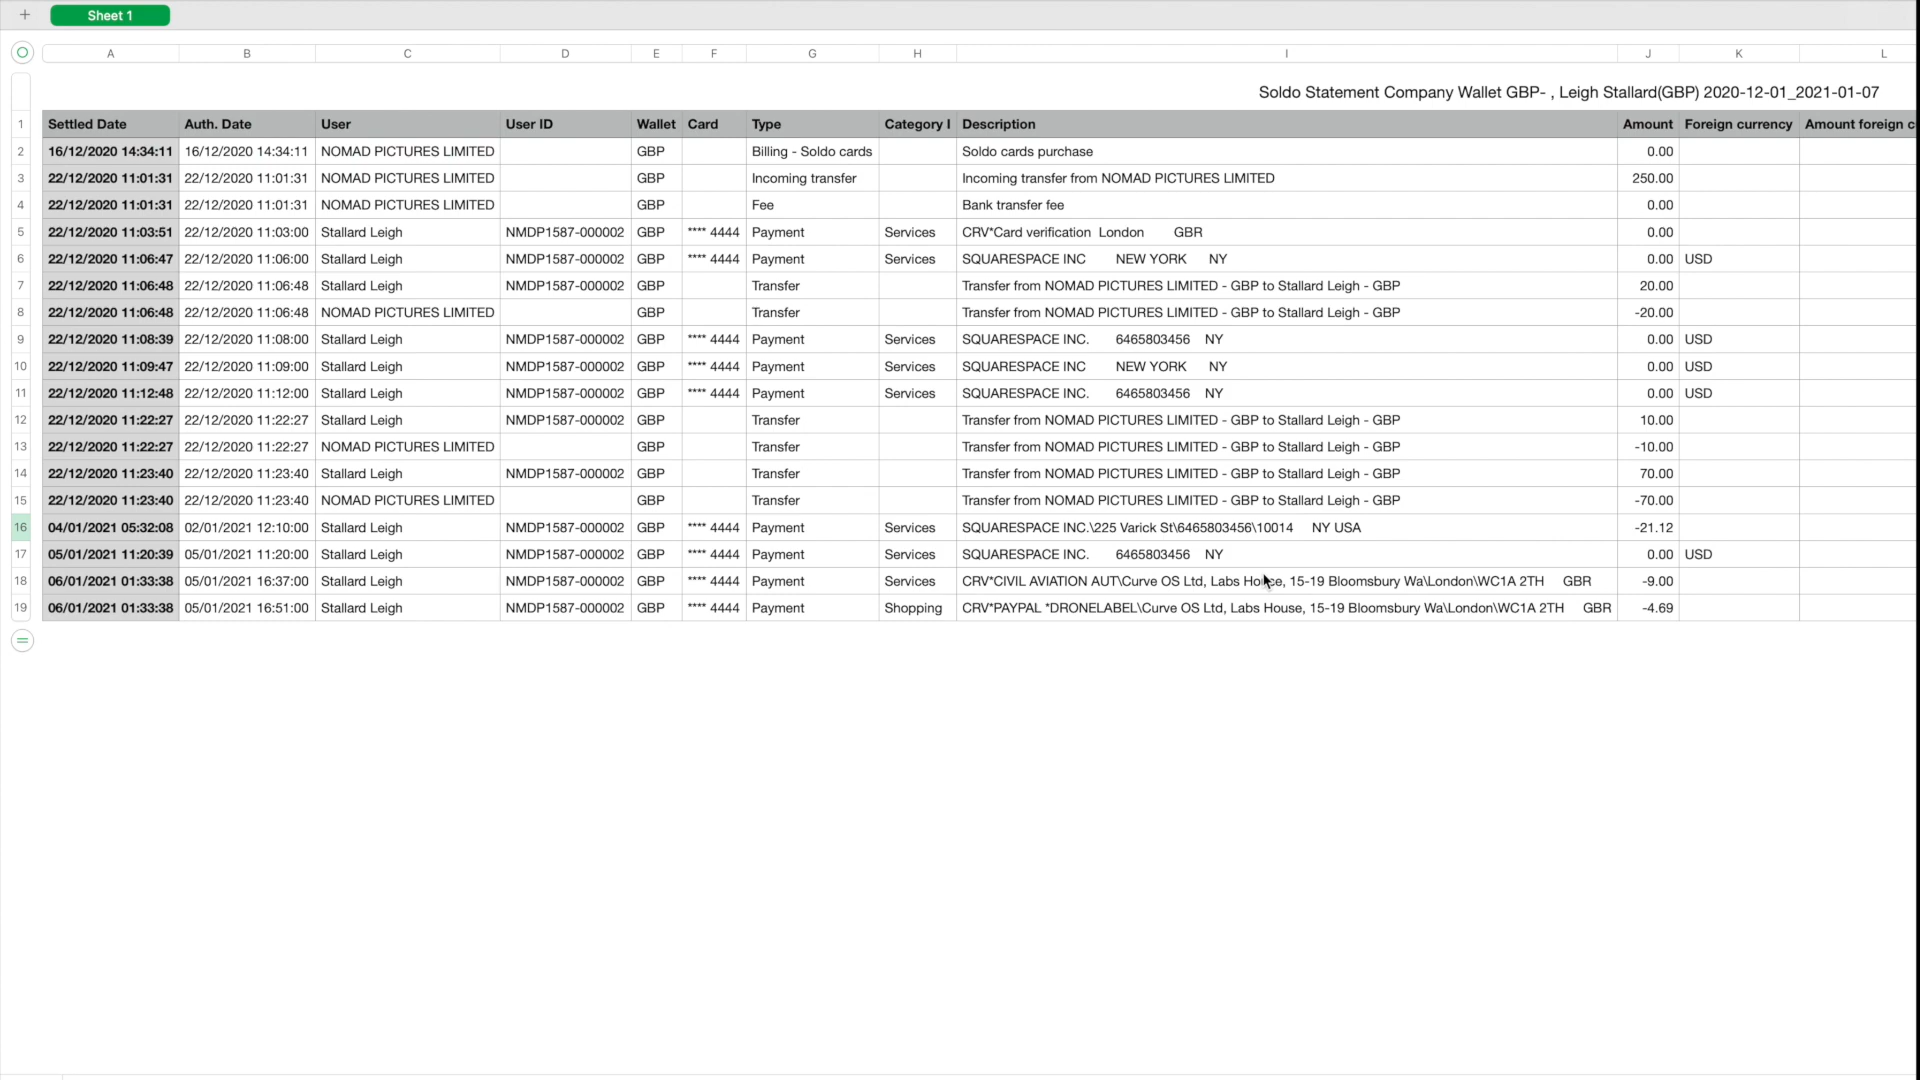 + Sheet 1
A B C D E F G H I J K L
Soldo Statement Company Wallet GBP- , Leigh Stallard(GBP) 2020-12-01_2021-01-07
1 Settled Date Auth. Date User User ID Wallet Card Type Category I Description Amount Foreign currency Amount foreign c
2 16/12/2020 14:34:11 16/12/2020 14:34:11 NOMAD PICTURES LIMITED GBP Billing - Soldo cards Soldo cards purchase 0.00
3 22/12/2020 11:01:31 22/12/2020 11:01:31 NOMAD PICTURES LIMITED GBP Incoming transfer Incoming transfer from NOMAD PICTURES LIMITED 250.00
4 22/12/2020 11:01:31 22/12/2020 11:01:31 NOMAD PICTURES LIMITED GBP Fee Bank transfer fee 0.00
5 22/12/2020 11:03:51 22/12/2020 11:03:00 Stallard Leigh NMDP1587-000002 GBP **** 4444 Payment Services CRV*Card verification London GBR 0.00
6 22/12/2020 11:06:47 22/12/2020 11:06:00 Stallard Leigh NMDP1587-000002 GBP **** 4444 Payment Services SQUARESPACE INC NEW YORK NY 0.00 USD
7 22/12/2020 11:06:48 22/12/2020 11:06:48 Stallard Leigh NMDP1587-000002 GBP Transfer Transfer from NOMAD PICTURES LIMITED - GBP to Stallard Leigh - GBP 20.00
8 22/12/2020 11:06:48 22/12/2020 11:06:48 NOMAD PICTURES LIMITED GBP Transfer Transfer from NOMAD PICTURES LIMITED - GBP to Stallard Leigh - GBP -20.00
9 22/12/2020 11:08:39 22/12/2020 11:08:00 Stallard Leigh NMDP1587-000002 GBP **** 4444 Payment Services SQUARESPACE INC. 6465803456 NY 0.00 USD
10 22/12/2020 11:09:47 22/12/2020 11:09:00 Stallard Leigh NMDP1587-000002 GBP **** 4444 Payment Services SQUARESPACE INC NEW YORK NY 0.00 USD
11 22/12/2020 11:12:48 22/12/2020 11:12:00 Stallard Leigh NMDP1587-000002 GBP **** 4444 Payment Services SQUARESPACE INC. 6465803456 NY 0.00 USD
12 22/12/2020 11:22:27 22/12/2020 11:22:27 Stallard Leigh NMDP1587-000002 GBP Transfer Transfer from NOMAD PICTURES LIMITED - GBP to Stallard Leigh - GBP 10.00
13 22/12/2020 11:22:27 22/12/2020 11:22:27 NOMAD PICTURES LIMITED GBP Transfer Transfer from NOMAD PICTURES LIMITED - GBP to Stallard Leigh - GBP -10.00
14 22/12/2020 11:23:40 22/12/2020 11:23:40 Stallard Leigh NMDP1587-000002 GBP Transfer Transfer from NOMAD PICTURES LIMITED - GBP to Stallard Leigh - GBP 70.00
15 22/12/2020 11:23:40 22/12/2020 11:23:40 NOMAD PICTURES LIMITED GBP Transfer Transfer from NOMAD PICTURES LIMITED - GBP to Stallard Leigh - GBP -70.00
16 04/01/2021 05:32:08 02/01/2021 12:10:00 Stallard Leigh NMDP1587-000002 GBP **** 4444 Payment Services SQUARESPACE INC.\225 Varick St\6465803456\10014 NY USA -21.12
17 05/01/2021 11:20:39 05/01/2021 11:20:00 Stallard Leigh NMDP1587-000002 GBP **** 4444 Payment Services SQUARESPACE INC. 6465803456 NY 0.00 USD
18 06/01/2021 01:33:38 05/01/2021 16:37:00 Stallard Leigh NMDP1587-000002 GBP **** 4444 Payment Services CRV*CIVIL AVIATION AUT\Curve OS Ltd, Labs House, 15-19 Bloomsbury Wa\London\WC1A 2TH GBR -9.00
19 06/01/2021 01:33:38 05/01/2021 16:51:00 Stallard Leigh NMDP1587-000002 GBP **** 4444 Payment Shopping CRV*PAYPAL *DRONELABEL\Curve OS Ltd, Labs House, 15-19 Bloomsbury Wa\London\WC1A 2TH GBR -4.69